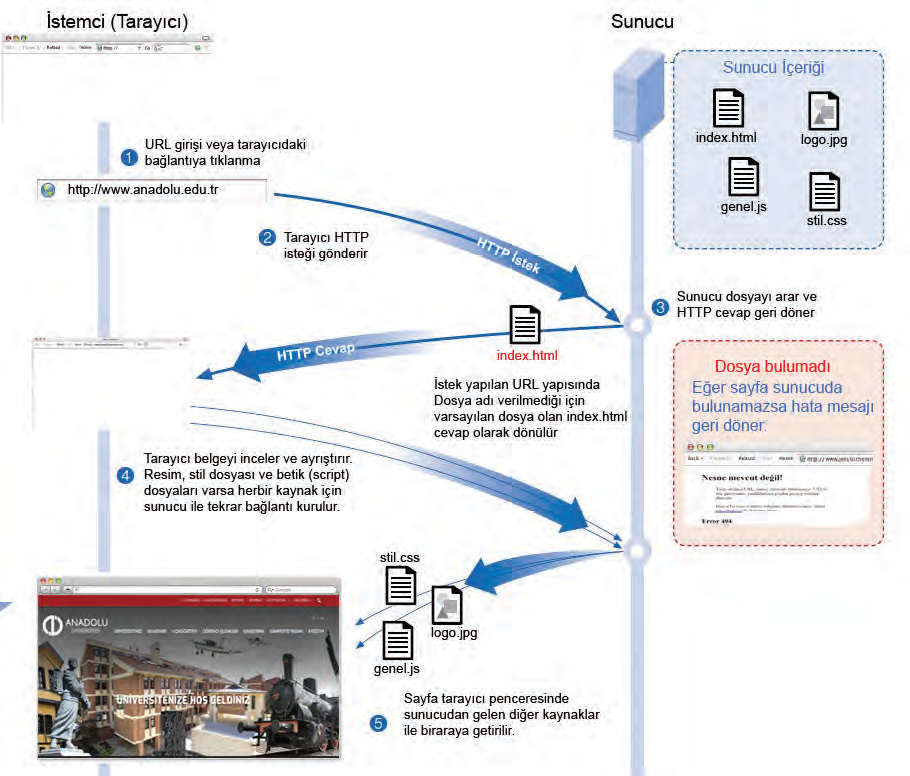 İstemci (Tarayıcı)
Sunucu
Sunucu İçeriği
index.html
logo.jpg
genel.js
stil.css
1 URL girişi veya tarayıcıdaki
bağlantıya tıklanma
http://www.anadolu.edu.tr
2 Tarayıcı HTTP
isteği gönderir
HTTP İstek
3 Sunucu dosyayı arar ve
HTTP cevap geri döner
HTTP Cevap
index.html
İstek yapılan URL yapısında
Dosya adı verilmediği için
varsayılan dosya olan index.html
cevap olarak dönülür
Dosya bulumadı
Eğer sayfa sunucuda
bulunamazsa hata mesajı
geri döner.
Nesne mevcut değil!
Error 404
4 Tarayıcı belgeyi inceler ve ayrıştırır.
Resim, stil dosyası ve betik (script)
dosyaları varsa herbir kaynak için
sunucu ile tekrar bağlantı kurulur.
stil.css
logo.jpg
genel.js
ANADOLU
ÜNİVERSİTESİ
ÜNİVERSİTENİZE HOŞ GELDİNİZ
5 Sayfa tarayıcı penceresinde
sunucudan gelen diğer kaynaklar
ile biraraya getirilir.